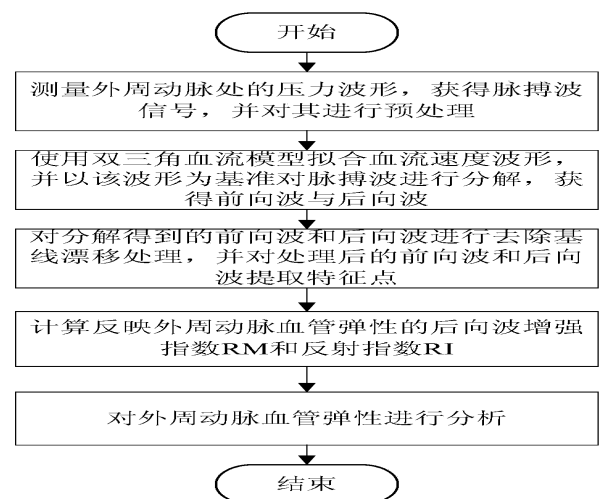 开始
测量外周动脉处的压力波形，获得脉搏波
信号，并对其进行预处理
使用双三角血流模型拟合血流速度波形，
并以该波形为基准对脉搏波进行分解，获
得前向波与后向波
对分解得到的前向波和后向波进行去除基
线漂移处理，并对处理后的前向波和后向
波提取特征点
计算反映外周动脉血管弹性的后向波增强
指数RM和反射指数RI
对外周动脉血管弹性进行分析
结束